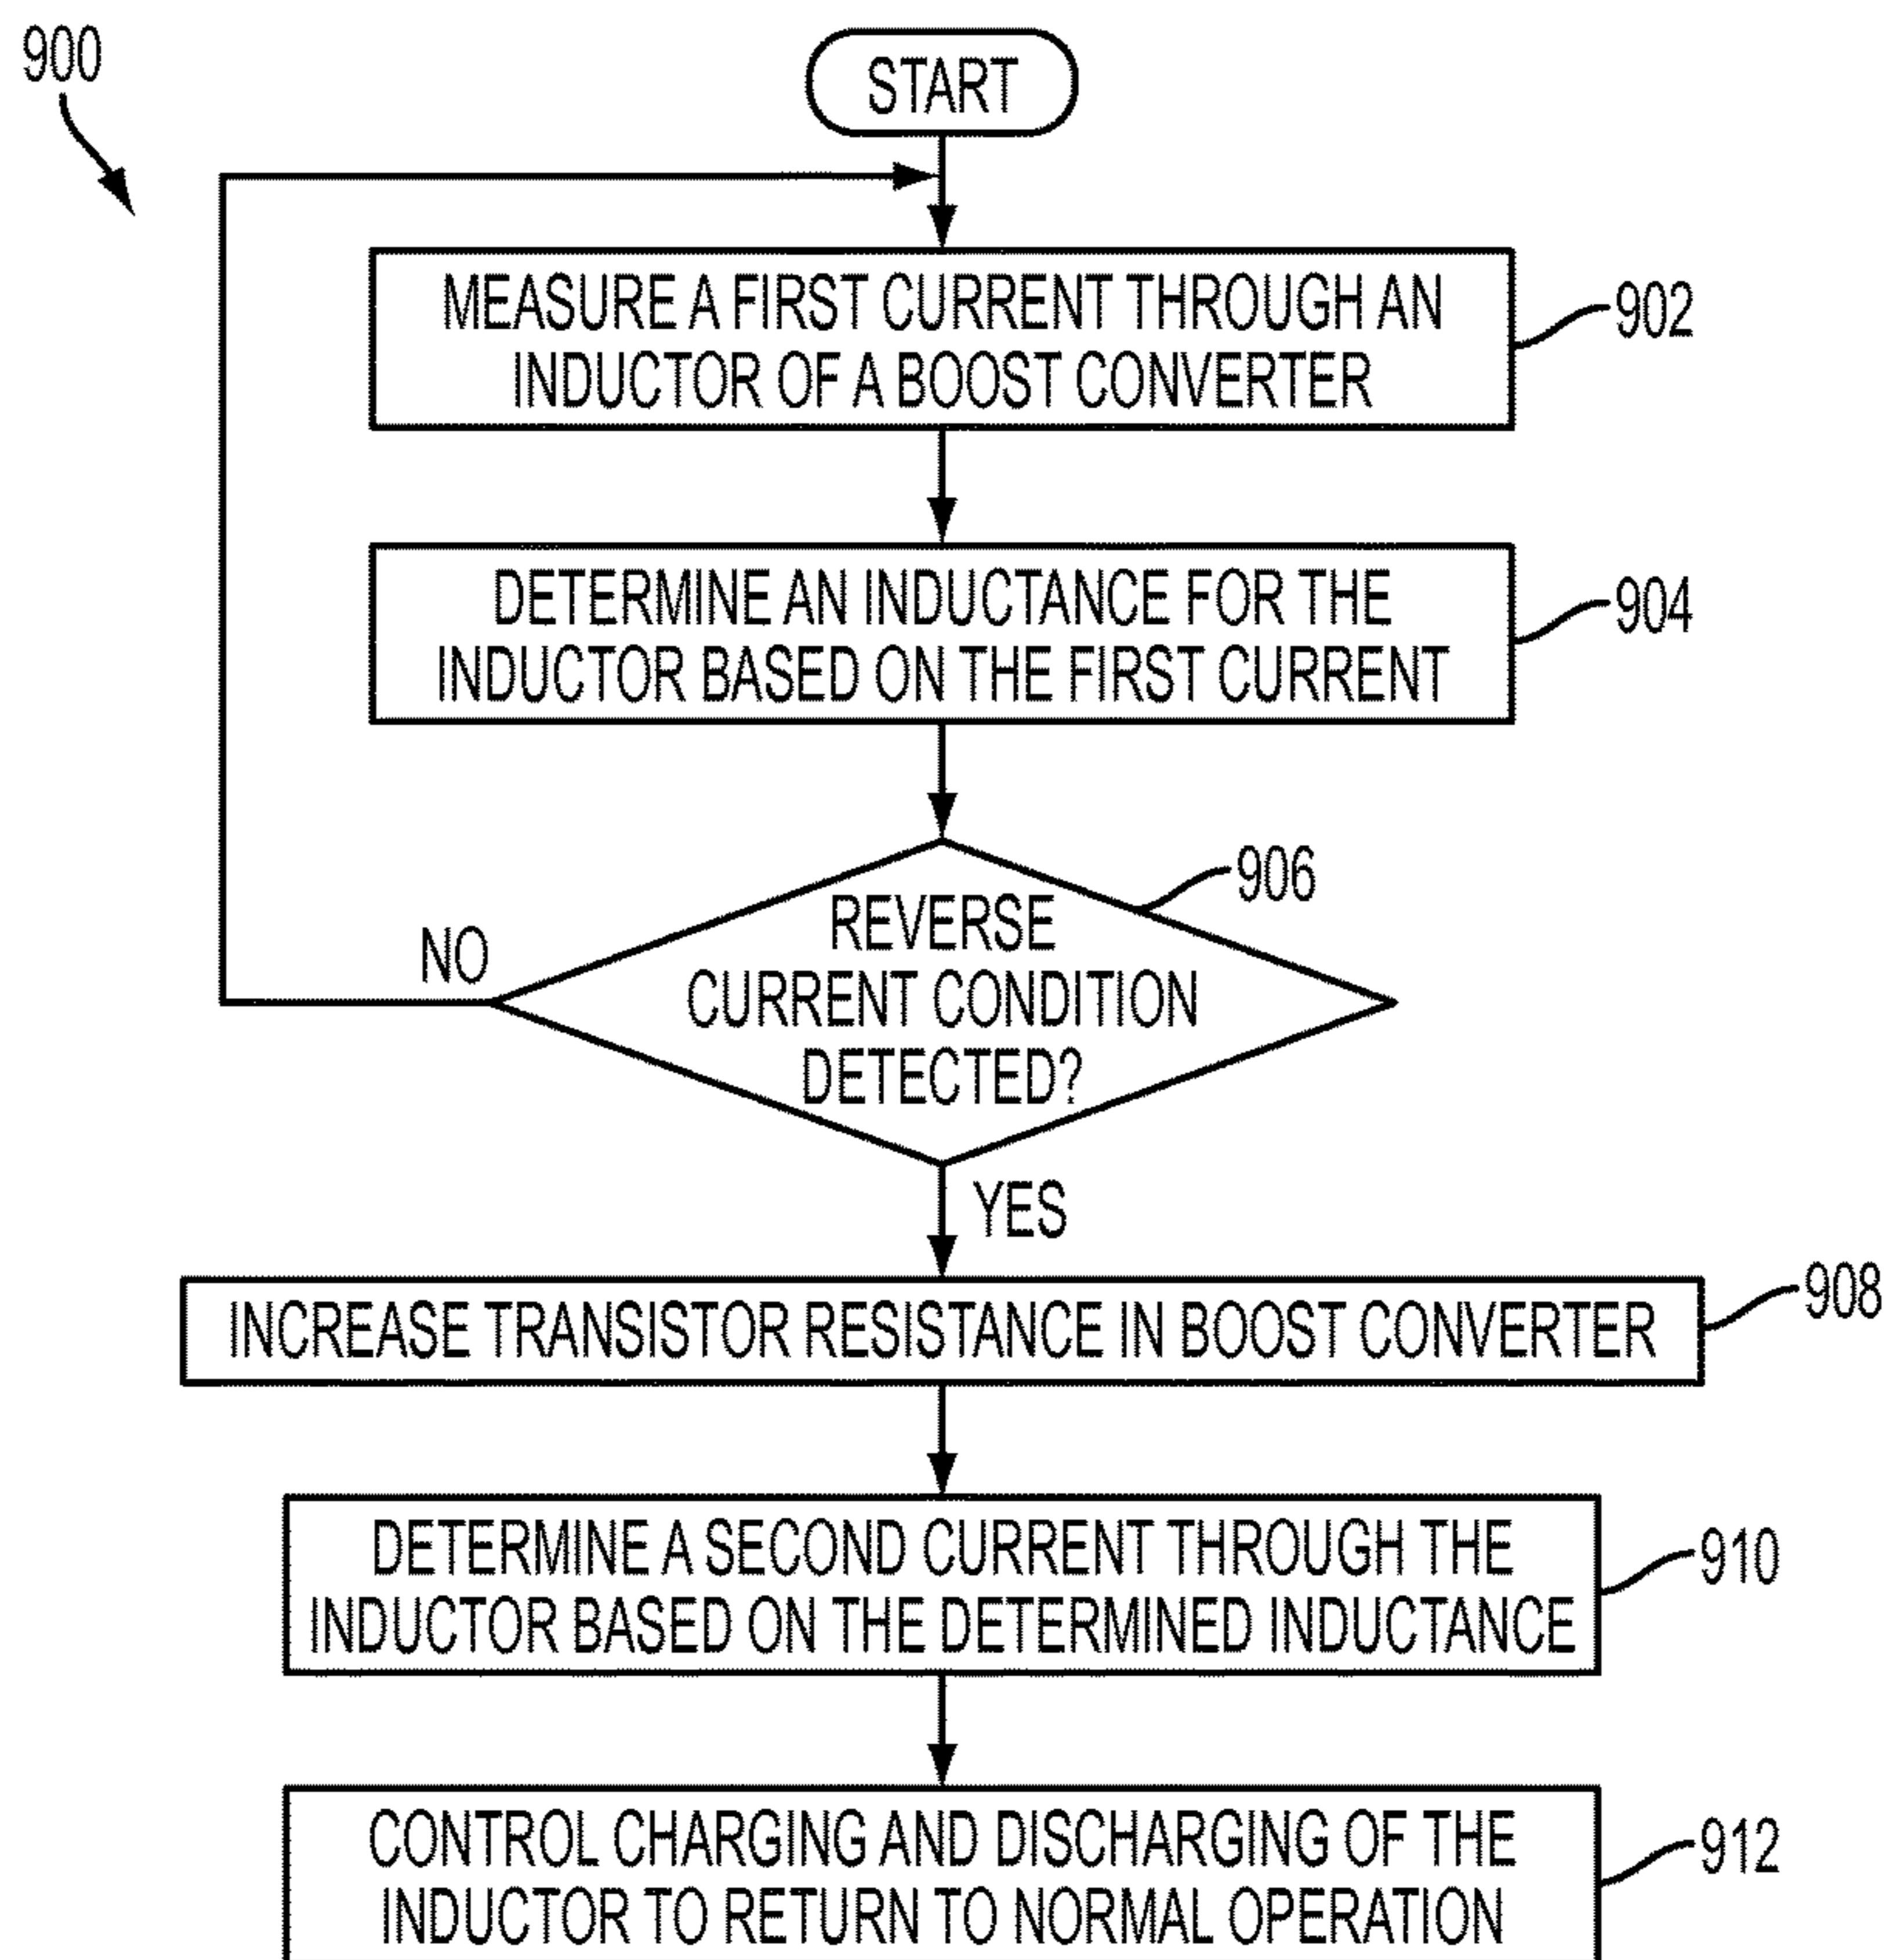 900
START
MEASURE A FIRST CURRENT THROUGH AN
INDUCTOR OF A BOOST CONVERTER
902
DETERMINE AN INDUCTANCE FOR THE
INDUCTOR BASED ON THE FIRST CURRENT
904
906
REVERSE
CURRENT CONDITION
DETECTED?
NO
YES
INCREASE TRANSISTOR RESISTANCE IN BOOST CONVERTER
908
DETERMINE A SECOND CURRENT THROUGH THE
INDUCTOR BASED ON THE DETERMINED INDUCTANCE
910
CONTROL CHARGING AND DISCHARGING OF THE
INDUCTOR TO RETURN TO NORMAL OPERATION
912